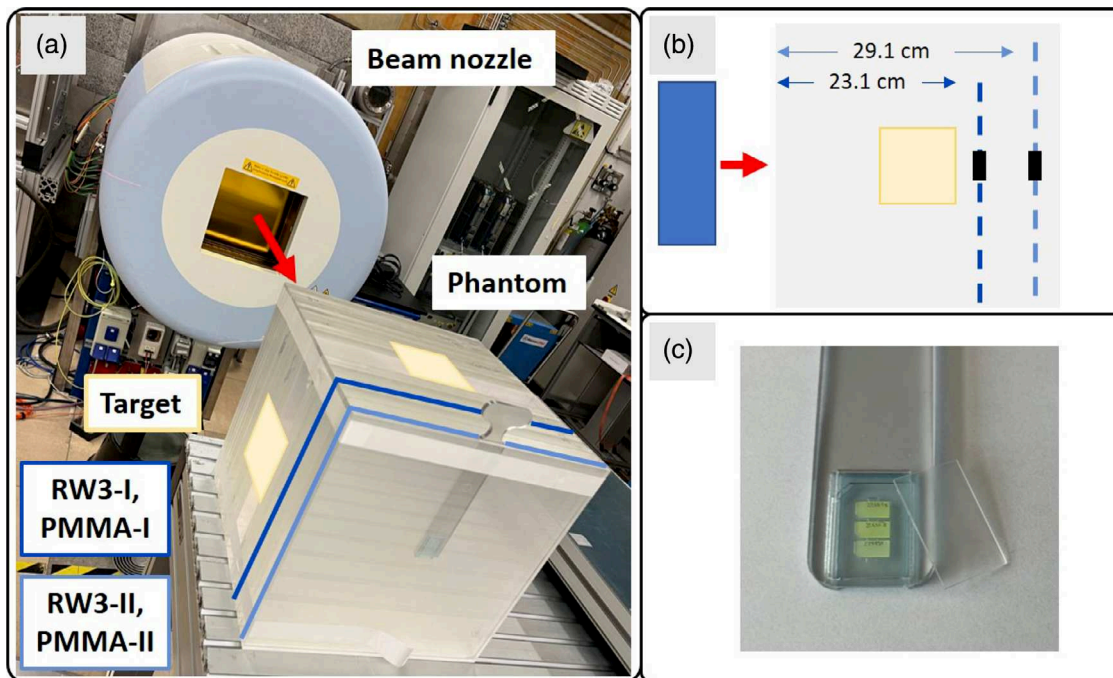 (a)
Beam nozzle
Phantom
Target
RW3-I,
PMMA-I
RW3-II,
PMMA-II
(b)
29.1 cm
23.1 cm
(c)